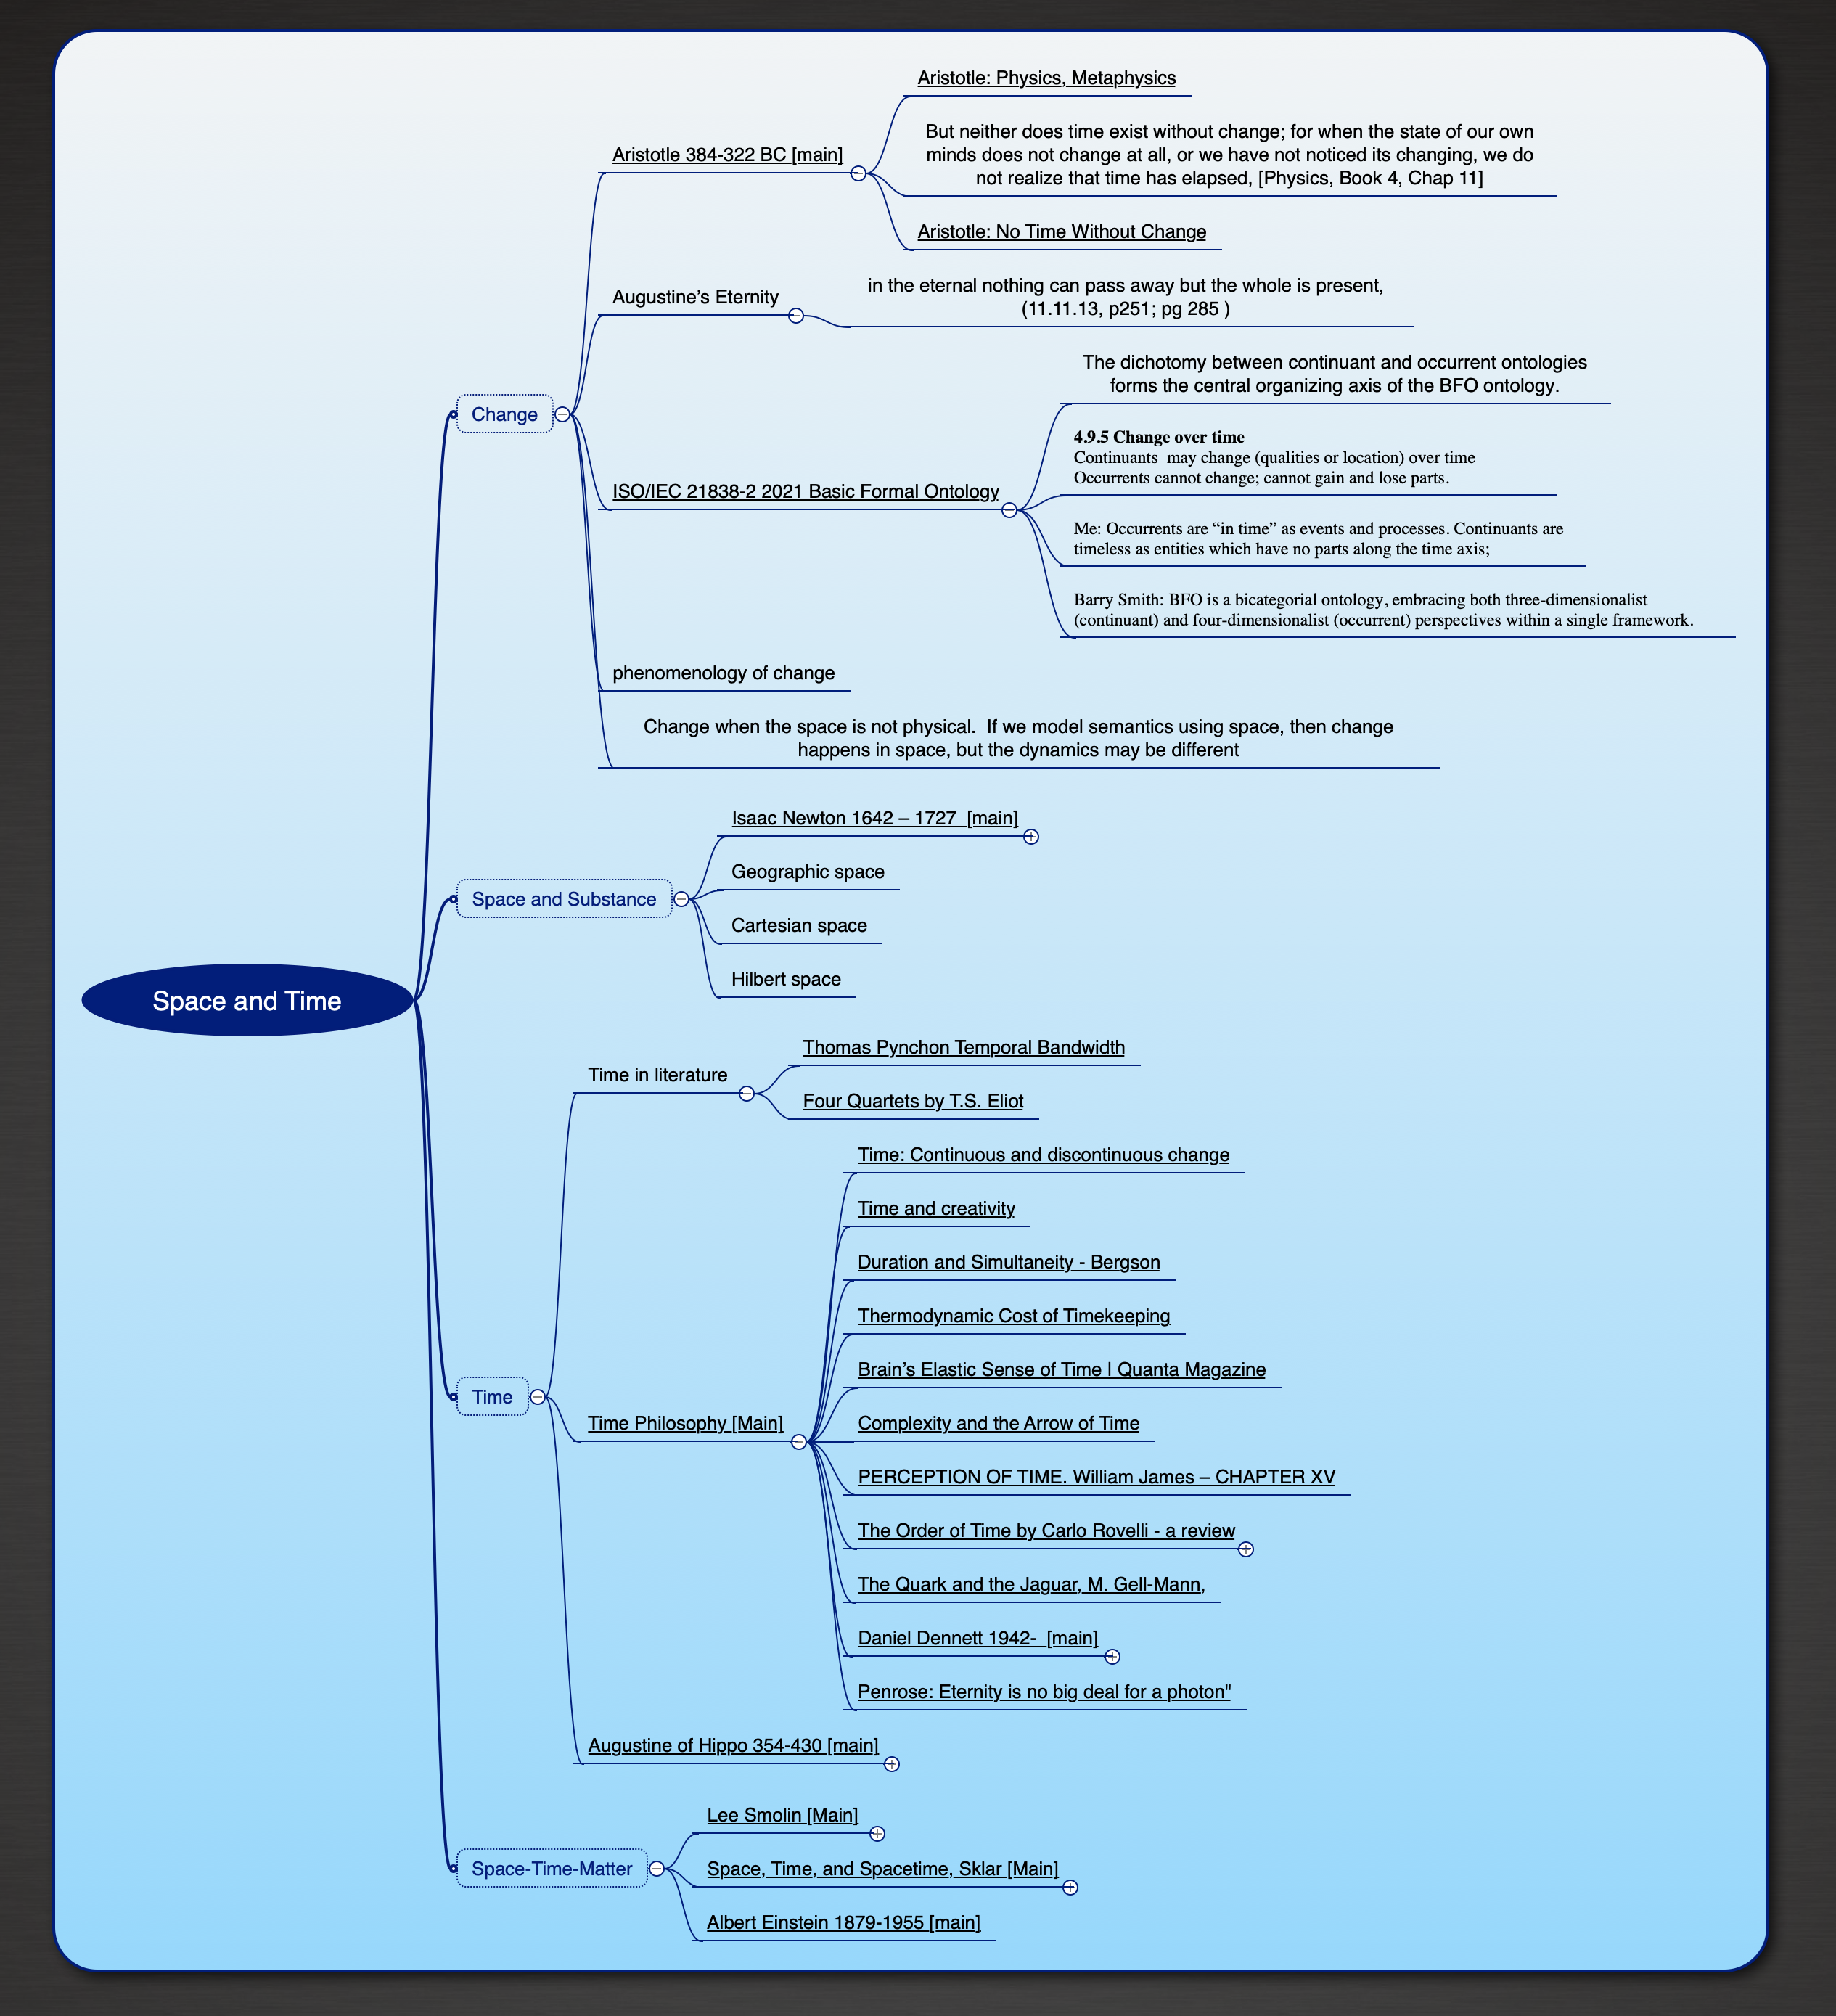 Space and Time
Change
Aristotle 384-322 BC [main]
Aristotle: Physics, Metaphysics
But neither does time exist without change; for when the state of our own
minds does not change at all, or we have not noticed its changing, we do
not realize that time has elapsed, [Physics, Book 4, Chap 11]
Aristotle: No Time Without Change
Augustine’s Eternity
in the eternal nothing can pass away but the whole is present,
(11.11.13, p251; pg 285 )
ISO/IEC 21838-2 2021 Basic Formal Ontology
The dichotomy between continuant and occurrent ontologies
forms the central organizing axis of the BFO ontology.
4.9.5 Change over time
Continuants  may change (qualities or location) over time
Occurrents cannot change; cannot gain and lose parts.
Me: Occurrents are “in time” as events and processes. Continuants are
timeless as entities which have no parts along the time axis;
Barry Smith: BFO is a bicategorial ontology, embracing both three-dimensionalist
(continuant) and four-dimensionalist (occurrent) perspectives within a single framework.
phenomenology of change
Change when the space is not physical.  If we model semantics using space, then change
happens in space, but the dynamics may be different
Space and Substance
Isaac Newton 1642 – 1727  [main]
Geographic space
Cartesian space
Hilbert space
Time
Time in literature
Thomas Pynchon Temporal Bandwidth
Four Quartets by T.S. Eliot
Time Philosophy [Main]
Time: Continuous and discontinuous change
Time and creativity
Duration and Simultaneity - Bergson
Thermodynamic Cost of Timekeeping
Brain’s Elastic Sense of Time | Quanta Magazine
Complexity and the Arrow of Time
PERCEPTION OF TIME. William James – CHAPTER XV
The Order of Time by Carlo Rovelli - a review
The Quark and the Jaguar, M. Gell-Mann,
Daniel Dennett 1942-  [main]
Penrose: Eternity is no big deal for a photon"
Augustine of Hippo 354-430 [main]
Space-Time-Matter
Lee Smolin [Main]
Space, Time, and Spacetime, Sklar [Main]
Albert Einstein 1879-1955 [main]